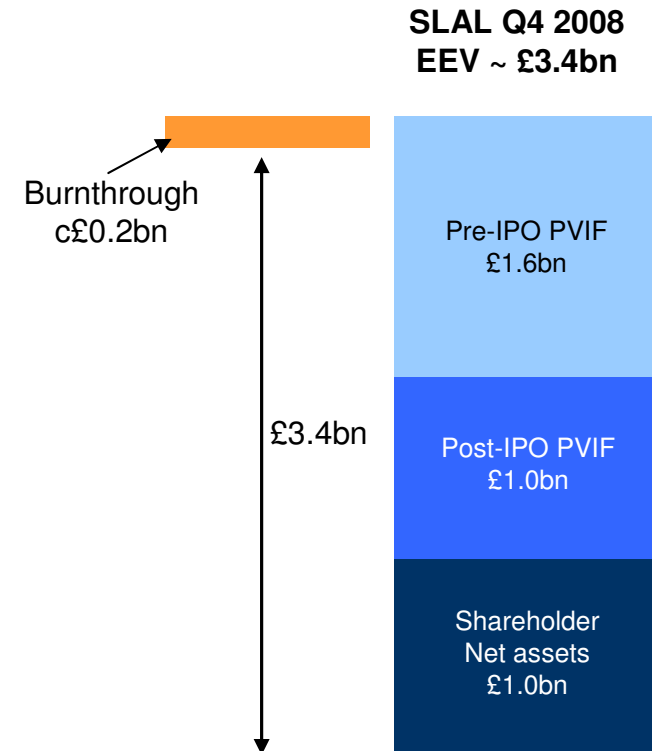 SLAL Q4 2008
EEV ~ £3.4bn
Burnthrough
c£0.2bn
Pre-IPO PVIF
£1.6bn
£3.4bn
Post-IPO PVIF
£1.0bn
Shareholder
Net assets
£1.0bn